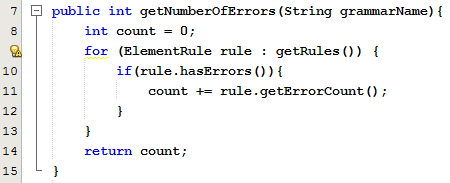 7 public int getNumberOfErrors(String grammarName){
8 int count = 0;
for (ElementRule rule : getRules()) {
10 if(rule.hasErrors()){
11 count += rule.getErrorCount();
12 }
13 }
14 return count;
15 }